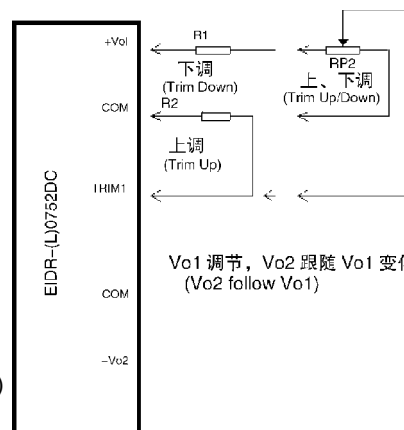 +Vol
R1
下调
(Trim Down)
RP2
上、下调
(Trim Up/Down)
COM
R2
上调
(Trim Up)
TRIM1
EIDR-(L)0752DC
Vo1 调节，Vo2 跟随 Vo1 变
(Vo2 follow Vo1)
COM
-Vo2
)